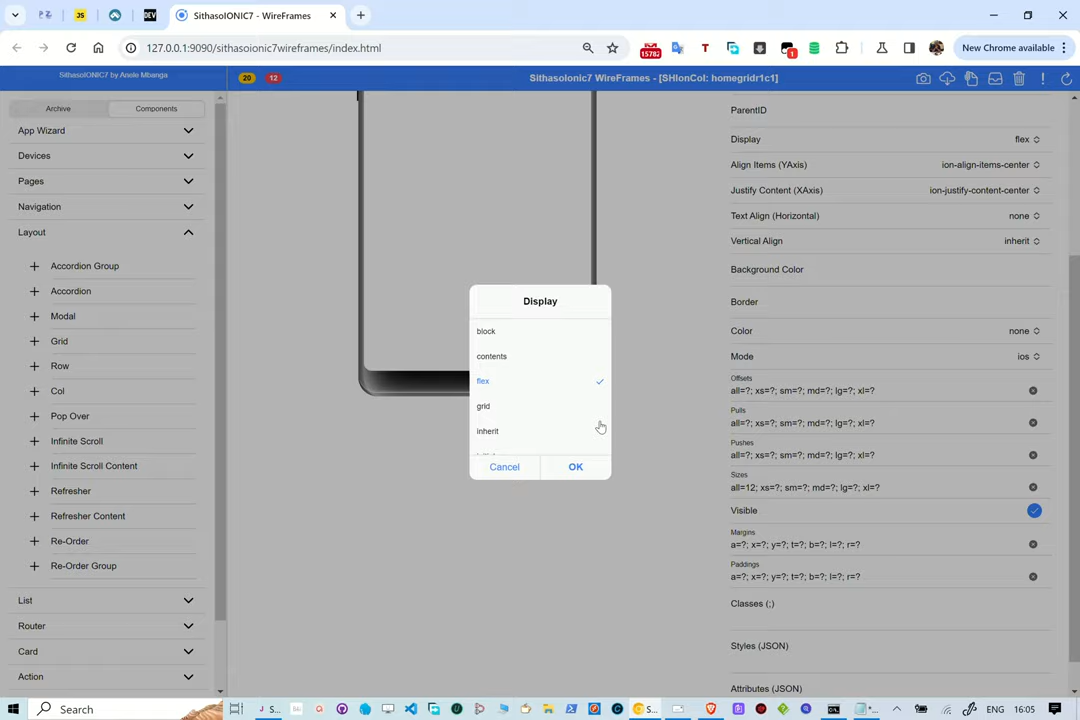 JS
DEV
SithasoIONIC7 - WireFrames
127.0.0.1:9090/sithasoionic7wireframes/index.html
15782
T
1
New Chrome available
SithasoIONIC7 by Anele Mbanga
20
12
SithasoIonic7 WireFrames - [SHIonCol: homegridr1c1]
Archive
Components
App Wizard
Devices
Pages
Navigation
Layout
Accordion Group
Accordion
Modal
Grid
Row
Col
Pop Over
Infinite Scroll
Infinite Scroll Content
Refresher
Refresher Content
Re-Order
Re-Order Group
List
Router
Card
Action
Display
block
contents
flex
grid
inherit
Cancel
OK
ParentID
Display
flex
Align Items (YAxis)
ion-align-items-center
Justify Content (XAxis)
ion-justify-content-center
Text Align (Horizontal)
none
Vertical Align
inherit
Background Color
Border
Color
none
Mode
ios
Offsets
all=?; xs=?; sm=?; md=?; lg=?; xl=?
Pulls
all=?; xs=?; sm=?; md=?; lg=?; xl=?
Pushes
all=?; xs=?; sm=?; md=?; lg=?; xl=?
Sizes
all=12; xs=?; sm=?; md=?; lg=?; xl=?
Visible
Margins
a=?; x=?; y=?; t=?; b=?; l=?; r=?
Paddings
a=?; x=?; y=?; t=?; b=?; l=?; r=?
Classes (;)
Styles (JSON)
Attributes (JSON)
Search
S...
S...
ENG
16:05